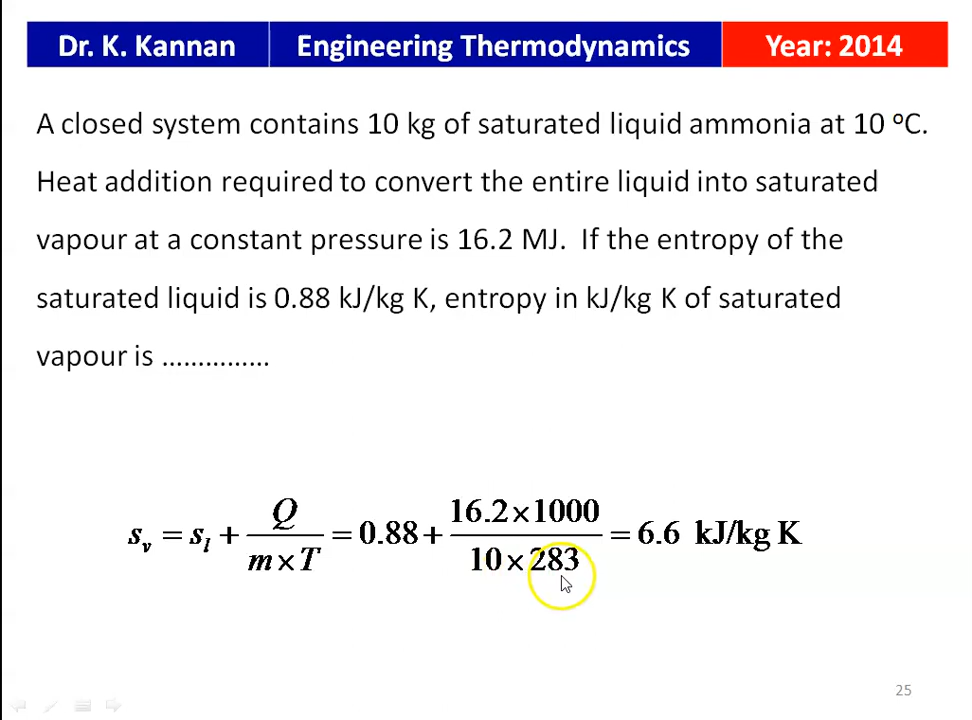 Dr. K. Kannan Engineering Thermodynamics Year: 2014
A closed system contains 10 kg of saturated liquid ammonia at 10 ºC.
Heat addition required to convert the entire liquid into saturated
vapour at a constant pressure is 16.2 MJ.  If the entropy of the
saturated liquid is 0.88 kJ/kg K, entropy in kJ/kg K of saturated
vapour is ……………
s_v = s_l + Q / (m × T) = 0.88 + (16.2×1000) / (10×283) = 6.6 kJ/kg K
25